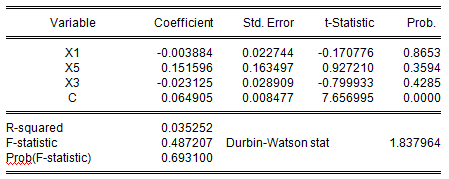 Variable Coefficient Std. Error t-Statistic Prob.
X1 -0.003884 0.022744 -0.170776 0.8653
X5 0.151596 0.163497 0.927210 0.3594
X3 -0.023125 0.028909 -0.799933 0.4285
C 0.064905 0.008477 7.656995 0.0000
R-squared 0.035252
F-statistic 0.487207 Durbin-Watson stat 1.837964
Prob(F-statistic) 0.693100